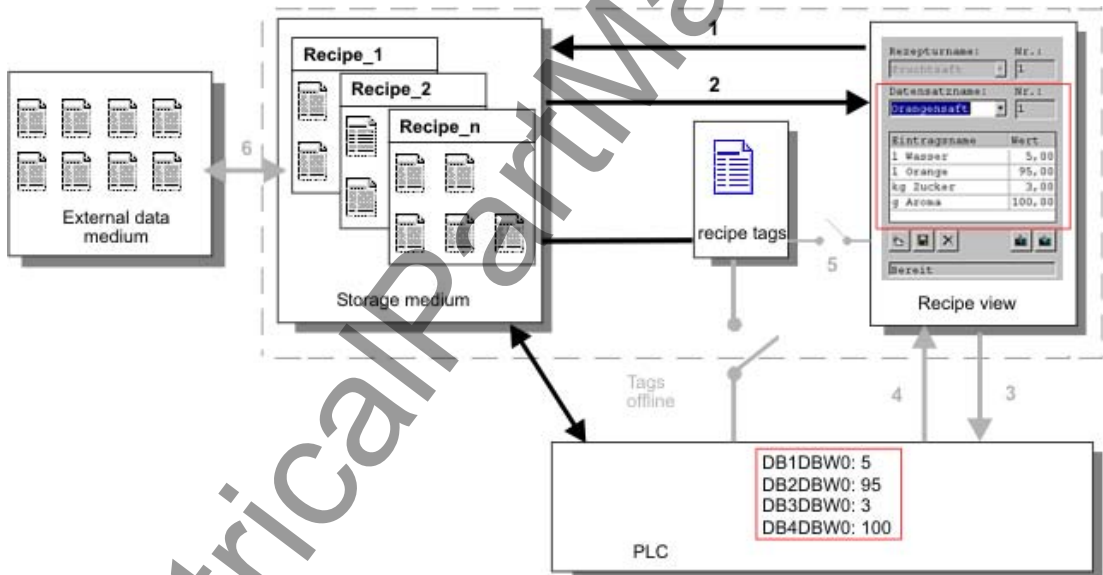 Recipe_1
Recipe_2
Recipe_n
Storage medium
External data
medium
6
1
2
recipe tags
5
Rezepturname: Nr.:
Fruchtsaft 1
Datensatzname: Nr.:
Orangensaft 1
Eintragsname Wert
l Wasser 5,00
l Orange 95,00
kg Zucker 3,00
g Aroma 100,00
Bereit
Recipe view
Tags
offline
4
3
DB1DBW0: 5
DB2DBW0: 95
DB3DBW0: 3
DB4DBW0: 100
PLC